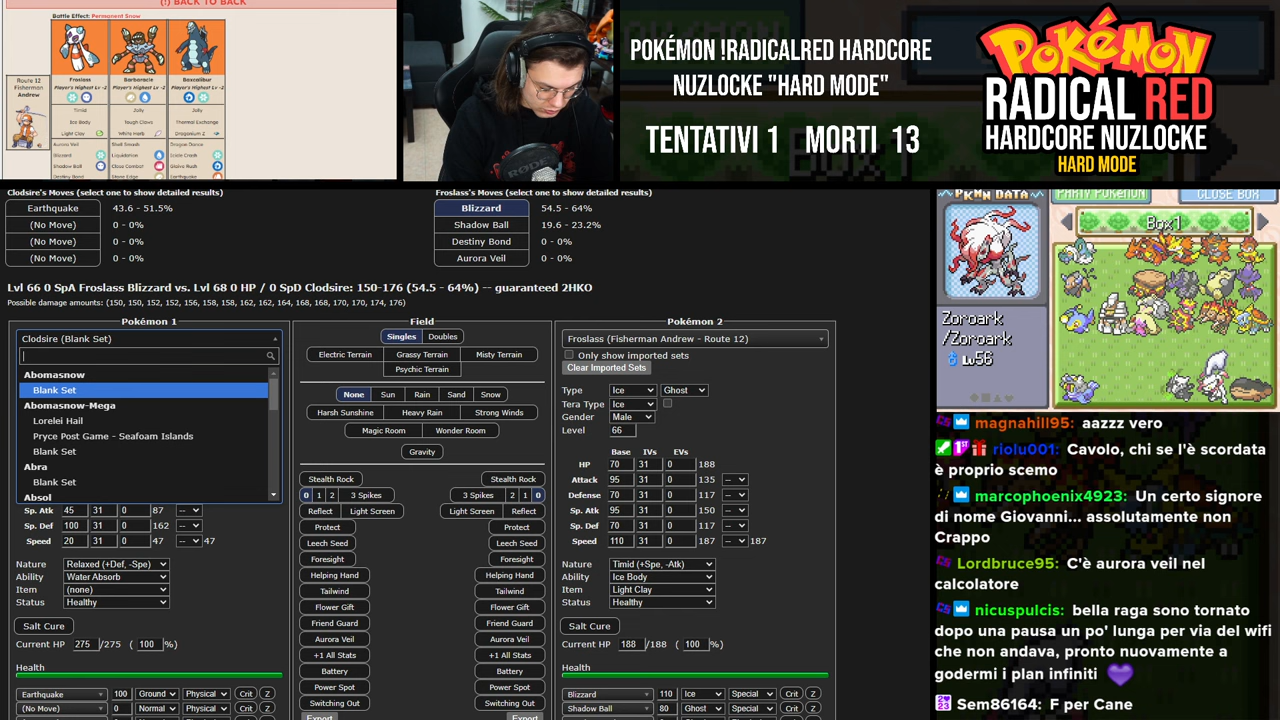 (!) BACK TO BACK
Battle Effect: Permanent Snow
Route 12
Fisherman
Andrew
Froslass
Barbaracle
Baxcalibur
Player's Highest Lv -2
Player's Highest Lv -2
Player's Highest Lv -2
Timid
Jolly
Jolly
Ice Body
Tough Claws
Thermal Exchange
Light Clay
White Herb
Dragonium Z
Aurora Veil
Shell Smash
Dragon Dance
Blizzard
Liquidation
Icicle Crash
Shadow Ball
Close Combat
Glaive Rush
Destiny Bond
Stone Edge
Earthquake
POKÉMON !RADICALRED HARDCORE
NUZLOCKE "HARD MODE"
TENTATIVI 1 MORTI 13
POKéMON
RADICAL RED
HARDCORE NUZLOCKE
HARD MODE
Clodsire's Moves (select one to show detailed results)
Earthquake 43.6 - 51.5%
(No Move) 0 - 0%
(No Move) 0 - 0%
(No Move) 0 - 0%
Froslass's Moves (select one to show detailed results)
Blizzard 54.5 - 64%
Shadow Ball 19.6 - 23.2%
Destiny Bond 0 - 0%
Aurora Veil 0 - 0%
Lvl 66 0 SpA Froslass Blizzard vs. Lvl 68 0 HP / 0 SpD Clodsire: 150-176 (54.5 - 64%) -- guaranteed 2HKO
Possible damage amounts: (150, 150, 152, 152, 156, 158, 158, 162, 162, 164, 168, 168, 170, 170, 174, 176)
Pokémon 1
Clodsire (Blank Set)
Abomasnow
Blank Set
Abomasnow-Mega
Lorelei Hail
Pryce Post Game - Seafoam Islands
Blank Set
Abra
Blank Set
Absol
Sp. Atk 45 31 0 87 --
Sp. Def 100 31 0 162 --
Speed 20 31 0 47 -- 47
Nature Relaxed (+Def, -Spe)
Ability Water Absorb
Item (none)
Status Healthy
Salt Cure
Current HP 275 /275 ( 100 %)
Health
Earthquake 100 Ground Physical Crit Z
(No Move) 0 Normal Physical Crit Z
Field
Singles Doubles
Electric Terrain Grassy Terrain Misty Terrain
Psychic Terrain
None Sun Rain Sand Snow
Harsh Sunshine Heavy Rain Strong Winds
Magic Room Wonder Room
Gravity
Stealth Rock Stealth Rock
0 1 2 3 Spikes 3 Spikes 2 1 0
Reflect Light Screen Light Screen Reflect
Protect Protect
Leech Seed Leech Seed
Foresight Foresight
Helping Hand Helping Hand
Tailwind Tailwind
Flower Gift Flower Gift
Friend Guard Friend Guard
Aurora Veil Aurora Veil
+1 All Stats +1 All Stats
Battery Battery
Power Spot Power Spot
Switching Out Switching Out
Export Export
Pokémon 2
Froslass (Fisherman Andrew - Route 12)
Only show imported sets
Clear Imported Sets
Type Ice Ghost
Tera Type Ice
Gender Male
Level 66
Base IVs EVs
HP 70 31 0 188
Attack 95 31 0 135 --
Defense 70 31 0 117 --
Sp. Atk 95 31 0 150 --
Sp. Def 70 31 0 117 --
Speed 110 31 0 187 -- 187
Nature Timid (+Spe, -Atk)
Ability Ice Body
Item Light Clay
Status Healthy
Salt Cure
Current HP 188 /188 ( 100 %)
Health
Blizzard 110 Ice Special Crit Z
Shadow Ball 80 Ghost Special Crit Z
PKMN DATA
PARTY POKéMON
CLOSE BOX
Box1
Zoroark
/Zoroark
Lv56
magnahill95: aazzz vero
riolu001: Cavolo, chi se l'è scordata
è proprio scemo
marcophoenix4923: Un certo signore
di nome Giovanni... assolutamente non
Crappo
Lordbruce95: C'è aurora veil nel
calcolatore
nicuspulcis: bella raga sono tornato
dopo una pausa un po' lunga per via del wifi
che non andava, pronto nuovamente a
godermi i plan infiniti
Sem86164: F per Cane